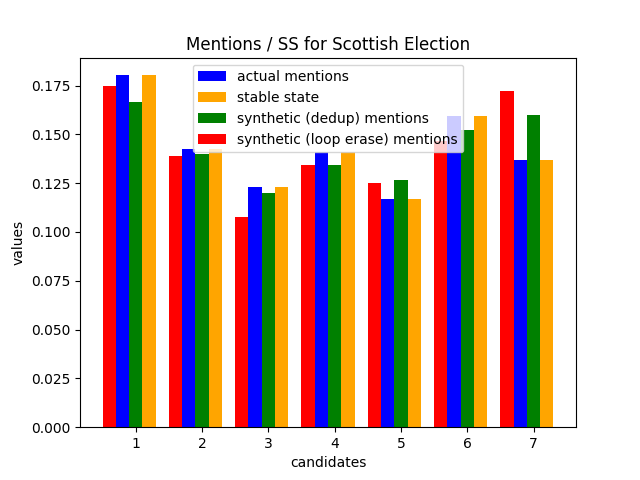 Mentions / SS for Scottish Election
actual mentions
stable state
synthetic (dedup) mentions
synthetic (loop erase) mentions
0.175
0.150
0.125
0.100
0.075
0.050
0.025
0.000
values
1 2 3 4 5 6 7
candidates